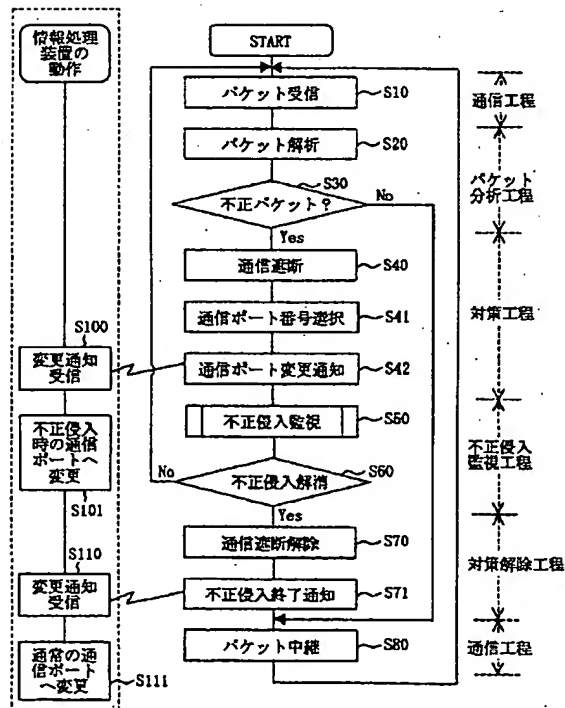 情報処理
装置の
動作
START
パケット受信
S10
通信工程
パケット解析
S20
S30
不正パケット?
No
Yes
パケット
分析工程
通信遮断
S40
通信ポート番号選択
S41
対策工程
S100
変更通知
受信
通信ポート変更通知
S42
不正侵入
時の通信
ポートへ
変更
S101
不正侵入監視
S50
不正侵入
監視工程
No
不正侵入解消
S60
Yes
通信遮断解除
S70
対策解除工程
S110
変更通知
受信
不正侵入終了通知
S71
通常の通
信ポート
へ変更
S111
パケット中継
S80
通信工程